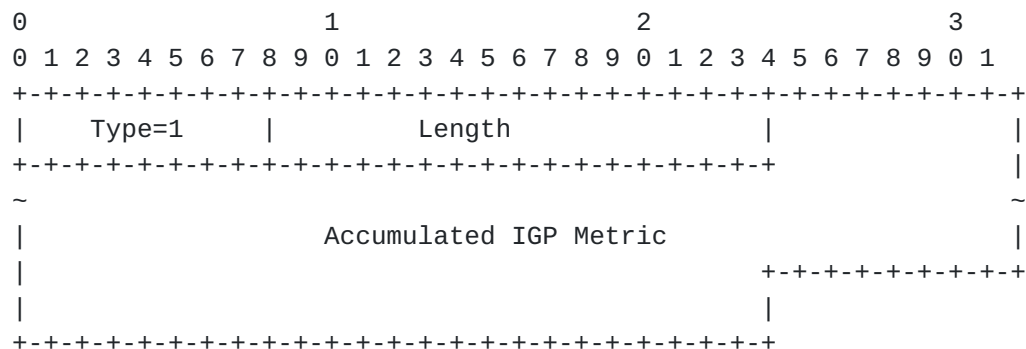 0                   1                   2                   3
0 1 2 3 4 5 6 7 8 9 0 1 2 3 4 5 6 7 8 9 0 1 2 3 4 5 6 7 8 9 0 1
+-+-+-+-+-+-+-+-+-+-+-+-+-+-+-+-+-+-+-+-+-+-+-+-+-+-+-+-+-+-+-+-+
|    Type=1     |         Length                |               |
+-+-+-+-+-+-+-+-+-+-+-+-+-+-+-+-+-+-+-+-+-+-+-+-+               |
~                                                               ~
|                   Accumulated IGP Metric                      |
|                                               +-+-+-+-+-+-+-+-+
|                                               |
+-+-+-+-+-+-+-+-+-+-+-+-+-+-+-+-+-+-+-+-+-+-+-+-+